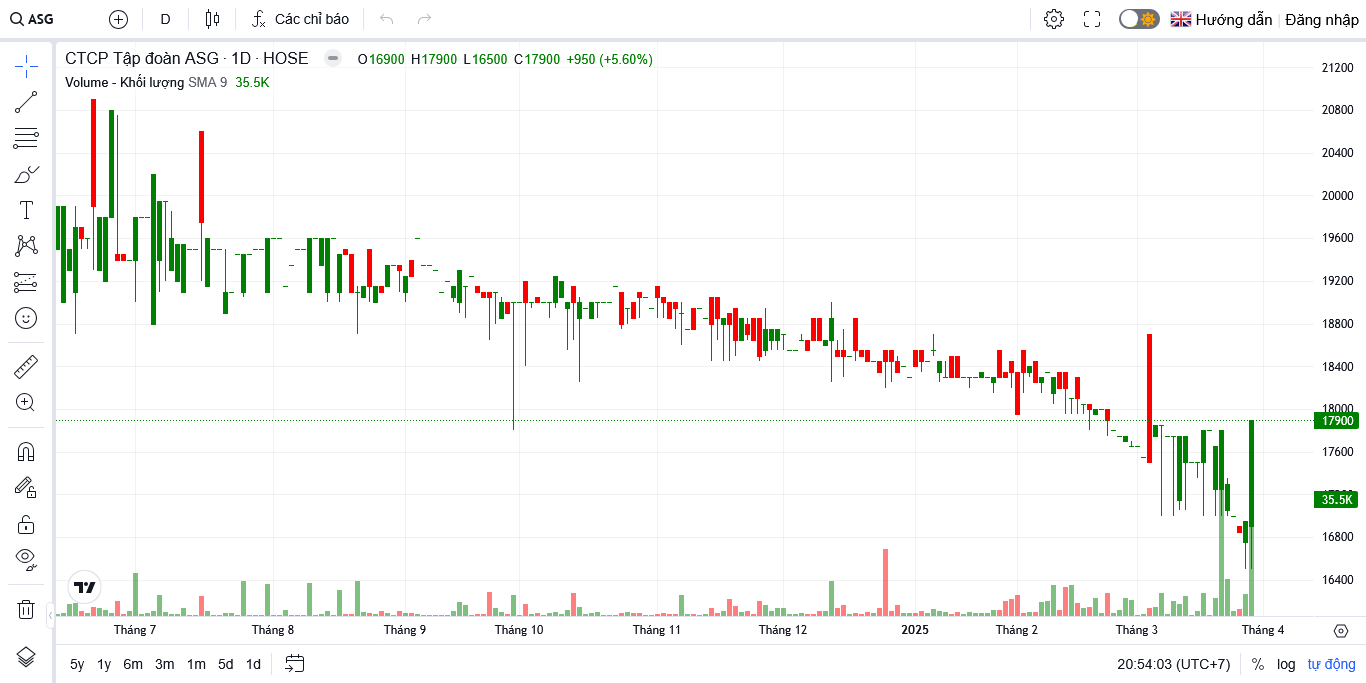 ASG D Các chỉ báo Hướng dẫn Đăng nhập
CTCP Tập đoàn ASG · 1D · HOSE O16900 H17900 L16500 C17900 +950 (+5.60%)
Volume - Khối lượng SMA 9 35.5K
21200
20800
20400
20000
19600
19200
18800
18400
18000
17900
17600
17200
35.5K
16800
16400
Tháng 7 Tháng 8 Tháng 9 Tháng 10 Tháng 11 Tháng 12 2025 Tháng 2 Tháng 3 Tháng 4
5y 1y 6m 3m 1m 5d 1d 20:54:03 (UTC+7) % log tự động